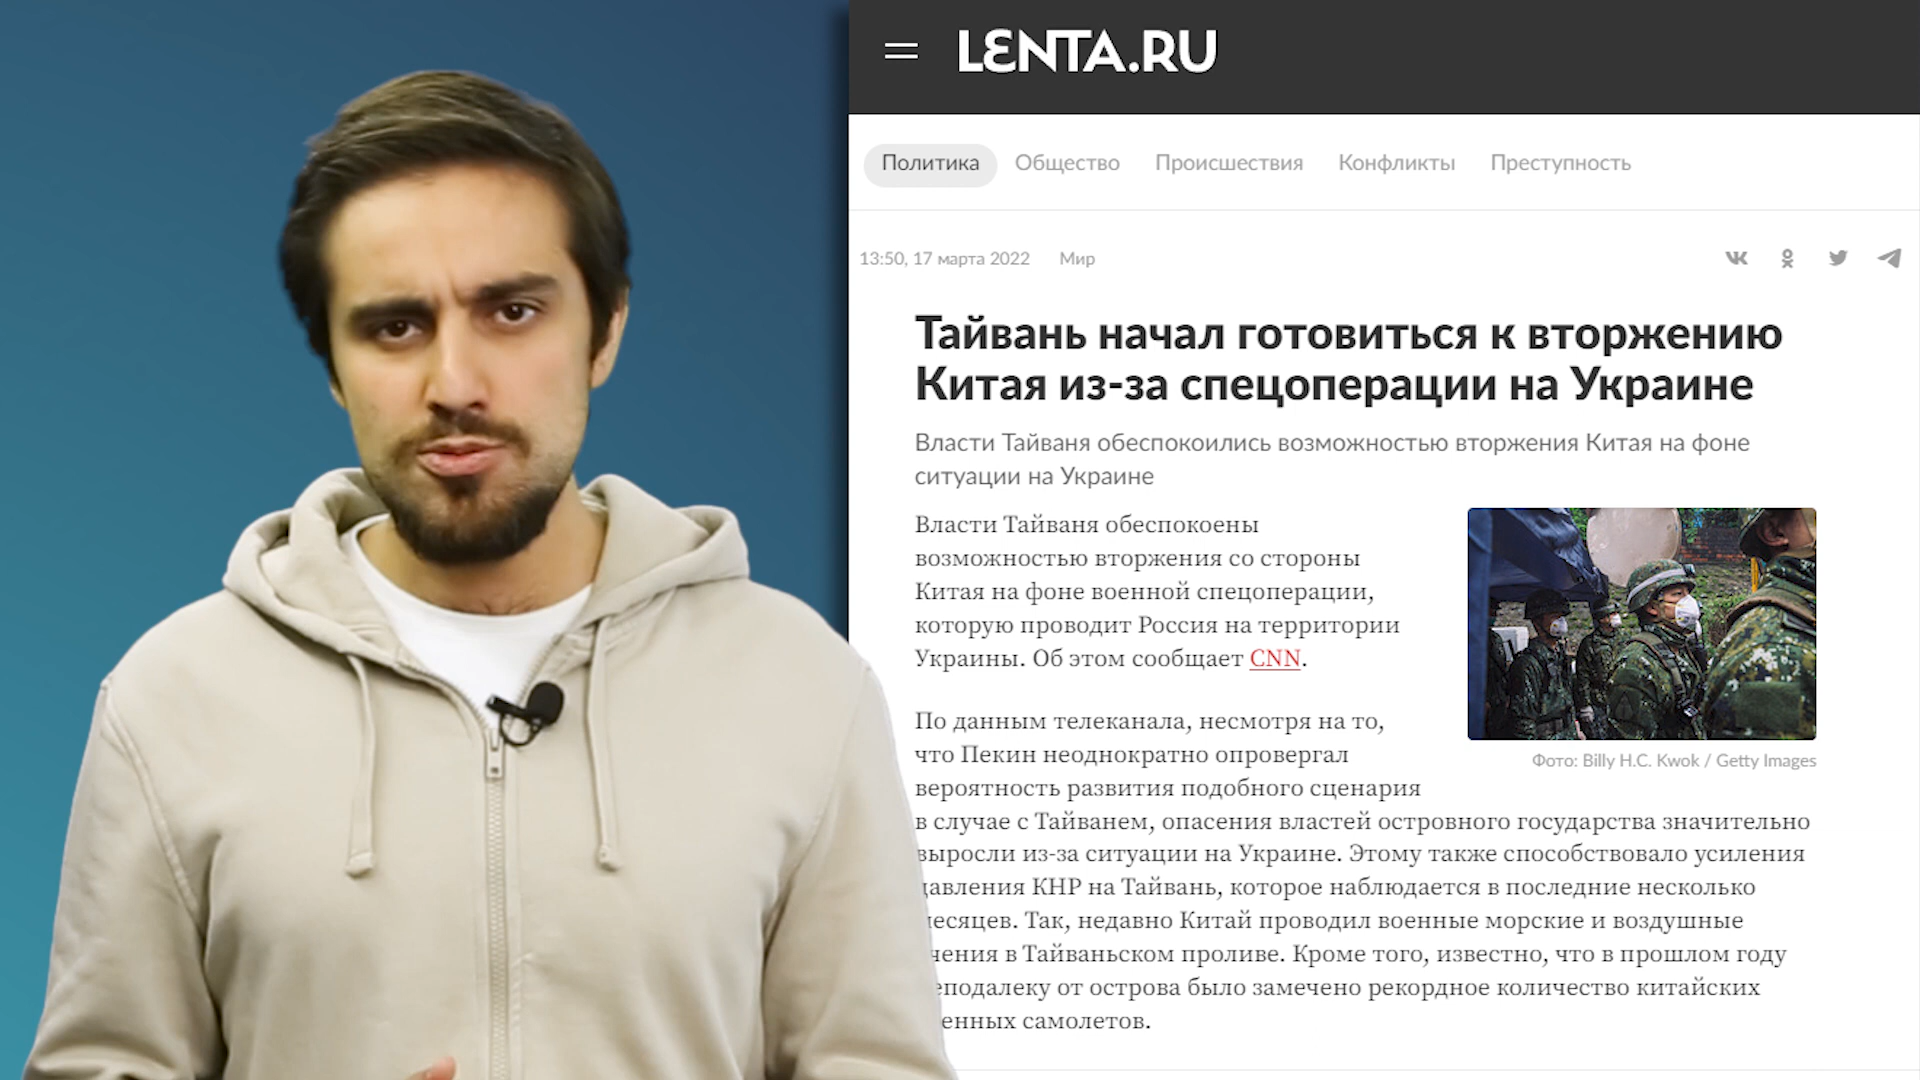 LENTA.RU
Политика Общество Происшествия Конфликты Преступность
13:50, 17 марта 2022 Мир
Тайвань начал готовиться к вторжению
Китая из-за спецоперации на Украине
Власти Тайваня обеспокоились возможностью вторжения Китая на фоне
ситуации на Украине
Власти Тайваня обеспокоены
возможностью вторжения со стороны
Китая на фоне военной спецоперации,
которую проводит Россия на территории
Украины. Об этом сообщает CNN.
Фото: Billy H.C. Kwok / Getty Images
По данным телеканала, несмотря на то,
что Пекин неоднократно опровергал
вероятность развития подобного сценария
в случае с Тайванем, опасения властей островного государства значительно
выросли из-за ситуации на Украине. Этому также способствовало усиления
давления КНР на Тайвань, которое наблюдается в последние несколько
есяцев. Так, недавно Китай проводил военные морские и воздушные
чения в Тайваньском проливе. Кроме того, известно, что в прошлом году
еподалеку от острова было замечено рекордное количество китайских
енных самолетов.